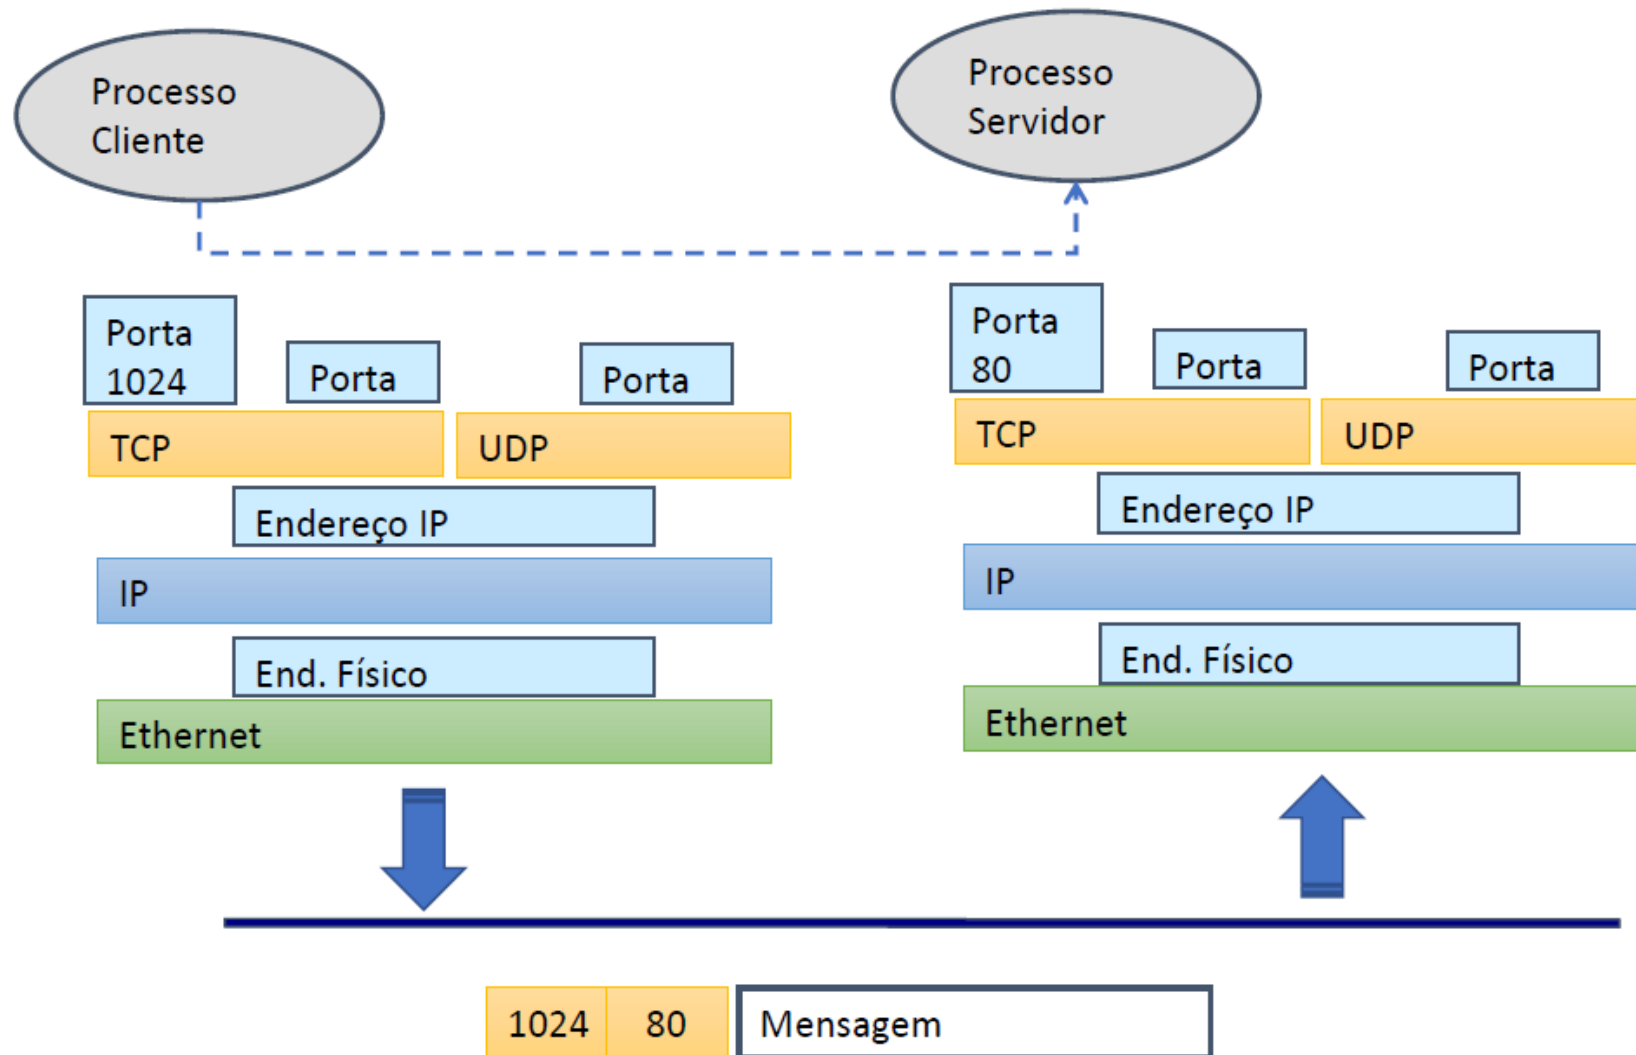 Processo
Cliente
Processo
Servidor
Porta
1024
Porta
Porta
Porta
80
Porta
Porta
TCP
UDP
TCP
UDP
Endereço IP
Endereço IP
IP
IP
End. Físico
End. Físico
Ethernet
Ethernet
1024
80
Mensagem